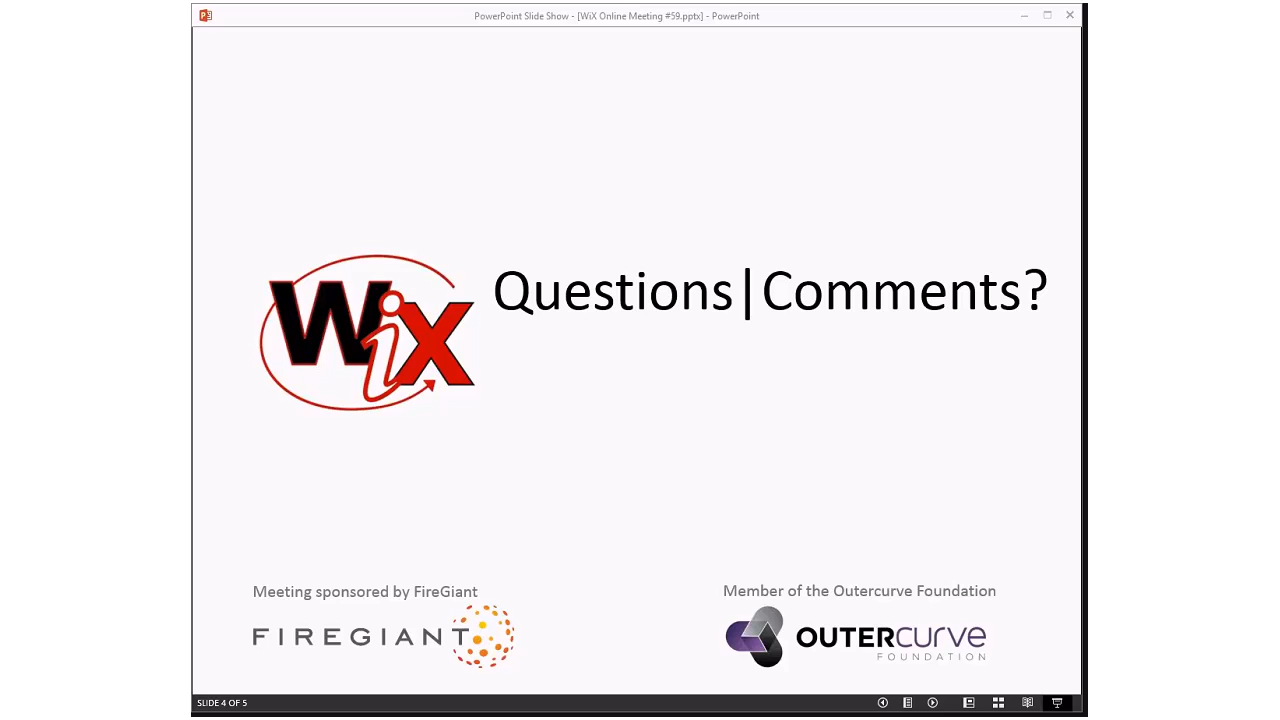 PowerPoint Slide Show - [WiX Online Meeting #59.pptx] - PowerPoint
WiX
Questions|Comments?
Meeting sponsored by FireGiant
FIREGIANT
Member of the Outercurve Foundation
OUTERCURVE
FOUNDATION
SLIDE 4 OF 5